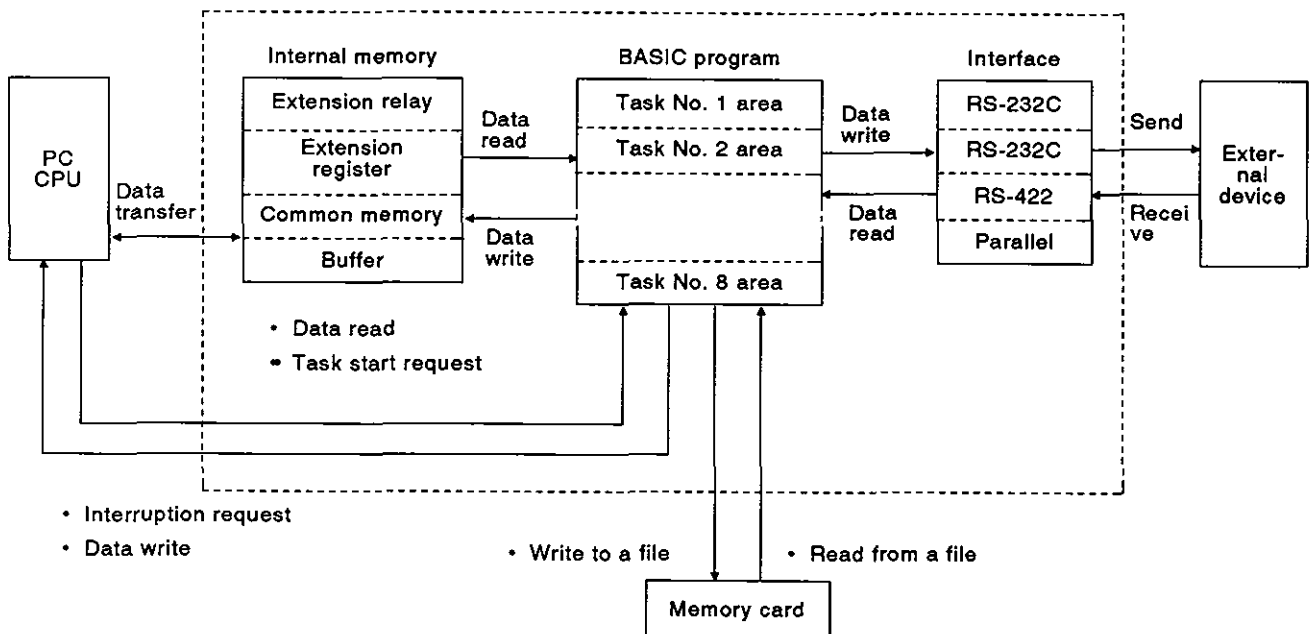 Internal memory
BASIC program
Interface
PC
CPU
Data
transfer
Extension relay
Extension
register
Common memory
Buffer
Data
read
Data
write
Task No. 1 area
Task No. 2 area
Task No. 8 area
Data
write
Data
read
RS-232C
RS-232C
RS-422
Parallel
Send
Recei
ve
Exter-
nal
device
• Data read
• Task start request
• Interruption request
• Data write
• Write to a file
• Read from a file
Memory card